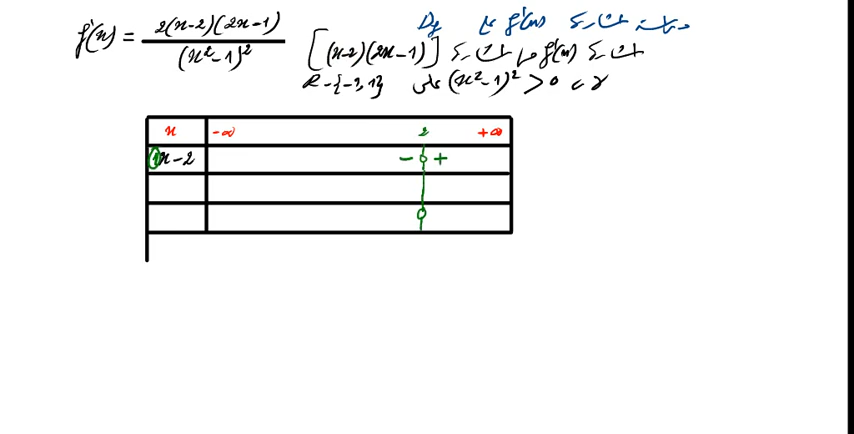 f'(x) = 2(x-2)(2x-1) / (x²-1)²
دراسة إشارة f'(x) على Df
إشارة f'(x) من إشارة [(x-2)(2x-1)]
(x²-1)² > 0 على R-{-1,1}
x -∞ 2 +∞
1x-2 - 0 +
0